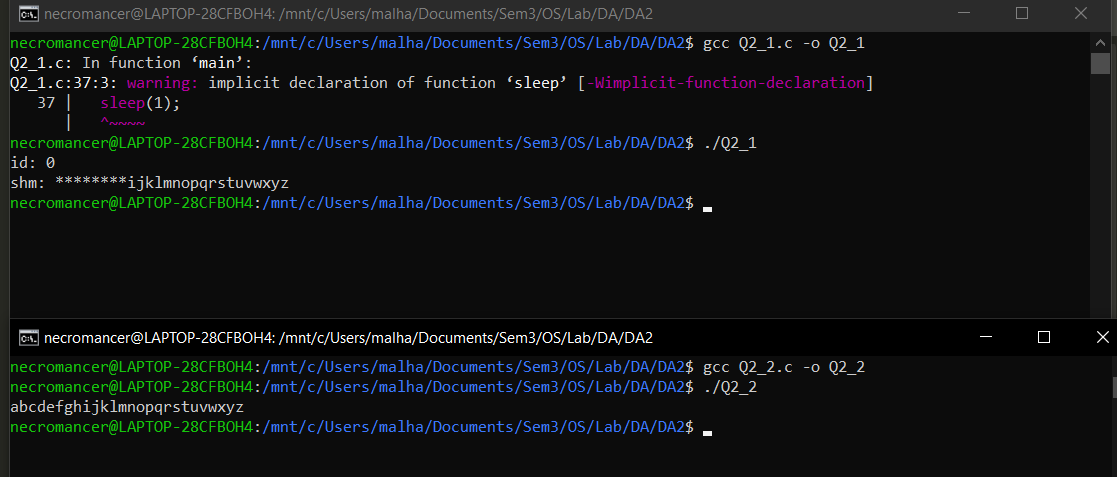 necromancer@LAPTOP-28CFBOH4: /mnt/c/Users/malha/Documents/Sem3/OS/Lab/DA/DA2
necromancer@LAPTOP-28CFBOH4:/mnt/c/Users/malha/Documents/Sem3/OS/Lab/DA/DA2$ gcc Q2_1.c -o Q2_1
Q2_1.c: In function ‘main’:
Q2_1.c:37:3: warning: implicit declaration of function ‘sleep’ [-Wimplicit-function-declaration]
   37 |   sleep(1);
      |   ^~~~~
necromancer@LAPTOP-28CFBOH4:/mnt/c/Users/malha/Documents/Sem3/OS/Lab/DA/DA2$ ./Q2_1
id: 0
shm: ********ijklmnopqrstuvwxyz
necromancer@LAPTOP-28CFBOH4:/mnt/c/Users/malha/Documents/Sem3/OS/Lab/DA/DA2$
necromancer@LAPTOP-28CFBOH4: /mnt/c/Users/malha/Documents/Sem3/OS/Lab/DA/DA2
necromancer@LAPTOP-28CFBOH4:/mnt/c/Users/malha/Documents/Sem3/OS/Lab/DA/DA2$ gcc Q2_2.c -o Q2_2
necromancer@LAPTOP-28CFBOH4:/mnt/c/Users/malha/Documents/Sem3/OS/Lab/DA/DA2$ ./Q2_2
abcdefghijklmnopqrstuvwxyz
necromancer@LAPTOP-28CFBOH4:/mnt/c/Users/malha/Documents/Sem3/OS/Lab/DA/DA2$